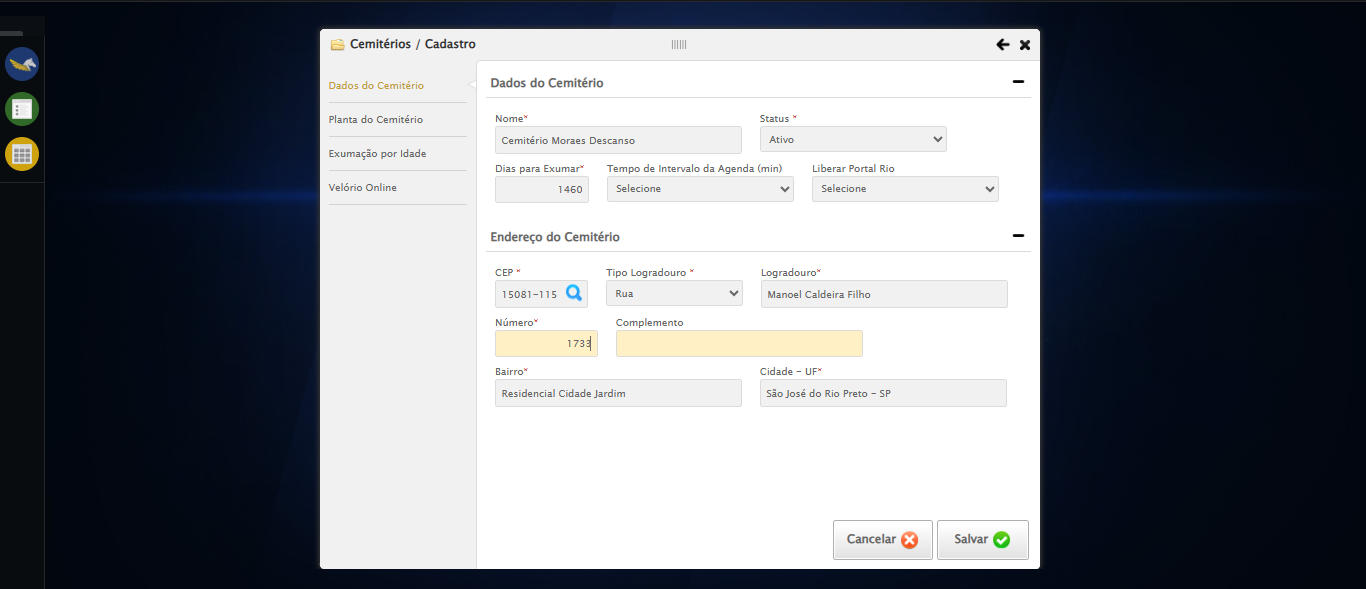 Cemitérios / Cadastro
Dados do Cemitério
Planta do Cemitério
Exumação por Idade
Velório Online
Dados do Cemitério
Nome* Status *
Cemitério Moraes Descanso Ativo
Dias para Exumar* Tempo de Intervalo da Agenda (min) Liberar Portal Rio
1460 Selecione Selecione
Endereço do Cemitério
CEP * Tipo Logradouro * Logradouro*
15081-115 Rua Manoel Caldeira Filho
Número* Complemento
1733
Bairro* Cidade - UF*
Residencial Cidade Jardim São José do Rio Preto - SP
Cancelar Salvar